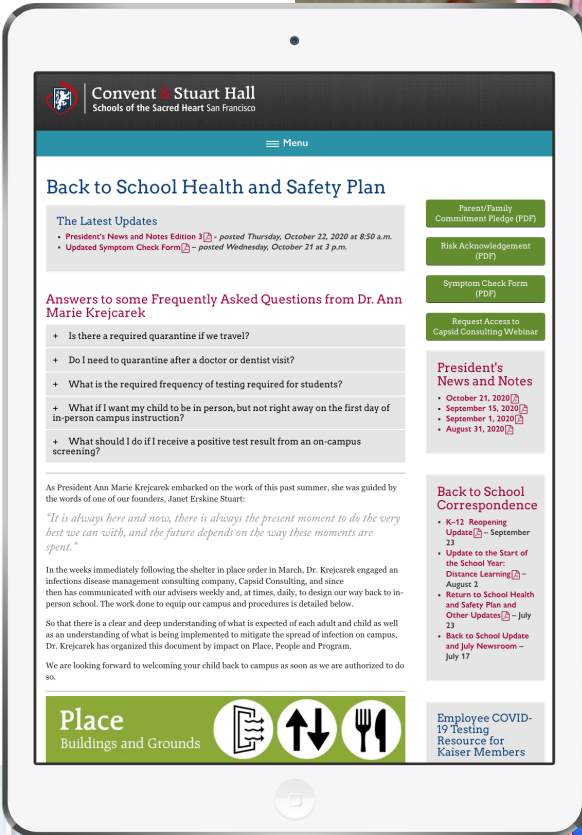 Convent & Stuart Hall
Schools of the Sacred Heart San Francisco
Menu
Back to School Health and Safety Plan
The Latest Updates
• President's News and Notes Edition 3 - posted Thursday, October 22, 2020 at 8:50 a.m.
• Updated Symptom Check Form – posted Wednesday, October 21 at 3 p.m.
Answers to some Frequently Asked Questions from Dr. Ann
Marie Krejcarek
+ Is there a required quarantine if we travel?
+ Do I need to quarantine after a doctor or dentist visit?
+ What is the required frequency of testing required for students?
+ What if I want my child to be in person, but not right away on the first day of
in-person campus instruction?
+ What should I do if I receive a positive test result from an on-campus
screening?
As President Ann Marie Krejcarek embarked on the work of this past summer, she was guided by
the words of one of our founders, Janet Erskine Stuart:
“It is always here and now, there is always the present moment to do the very
best we can with, and the future depends on the way these moments are
spent.”
In the weeks immediately following the shelter in place order in March, Dr. Krejcarek engaged an
infections disease management consulting company, Capsid Consulting, and since
then has communicated with our advisers weekly and, at times, daily, to design our way back to in-
person school. The work done to equip our campus and procedures is detailed below.
So that there is a clear and deep understanding of what is expected of each adult and child as well
as an understanding of what is being implemented to mitigate the spread of infection on campus,
Dr. Krejcarek has organized this document by impact on Place, People and Program.
We are looking forward to welcoming your child back to campus as soon as we are authorized to do
so.
Place
Buildings and Grounds
Parent/Family
Commitment Pledge (PDF)
Risk Acknowledgement
(PDF)
Symptom Check Form
(PDF)
Request Access to
Capsid Consulting Webinar
President's
News and Notes
• October 21, 2020
• September 15, 2020
• September 1, 2020
• August 31, 2020
Back to School
Correspondence
• K–12 Reopening
Update – September
23
• Update to the Start of
the School Year:
Distance Learning –
August 2
• Return to School Health
and Safety Plan and
Other Updates – July
23
• Back to School Update
and July Newsroom –
July 17
Employee COVID-
19 Testing
Resource for
Kaiser Members